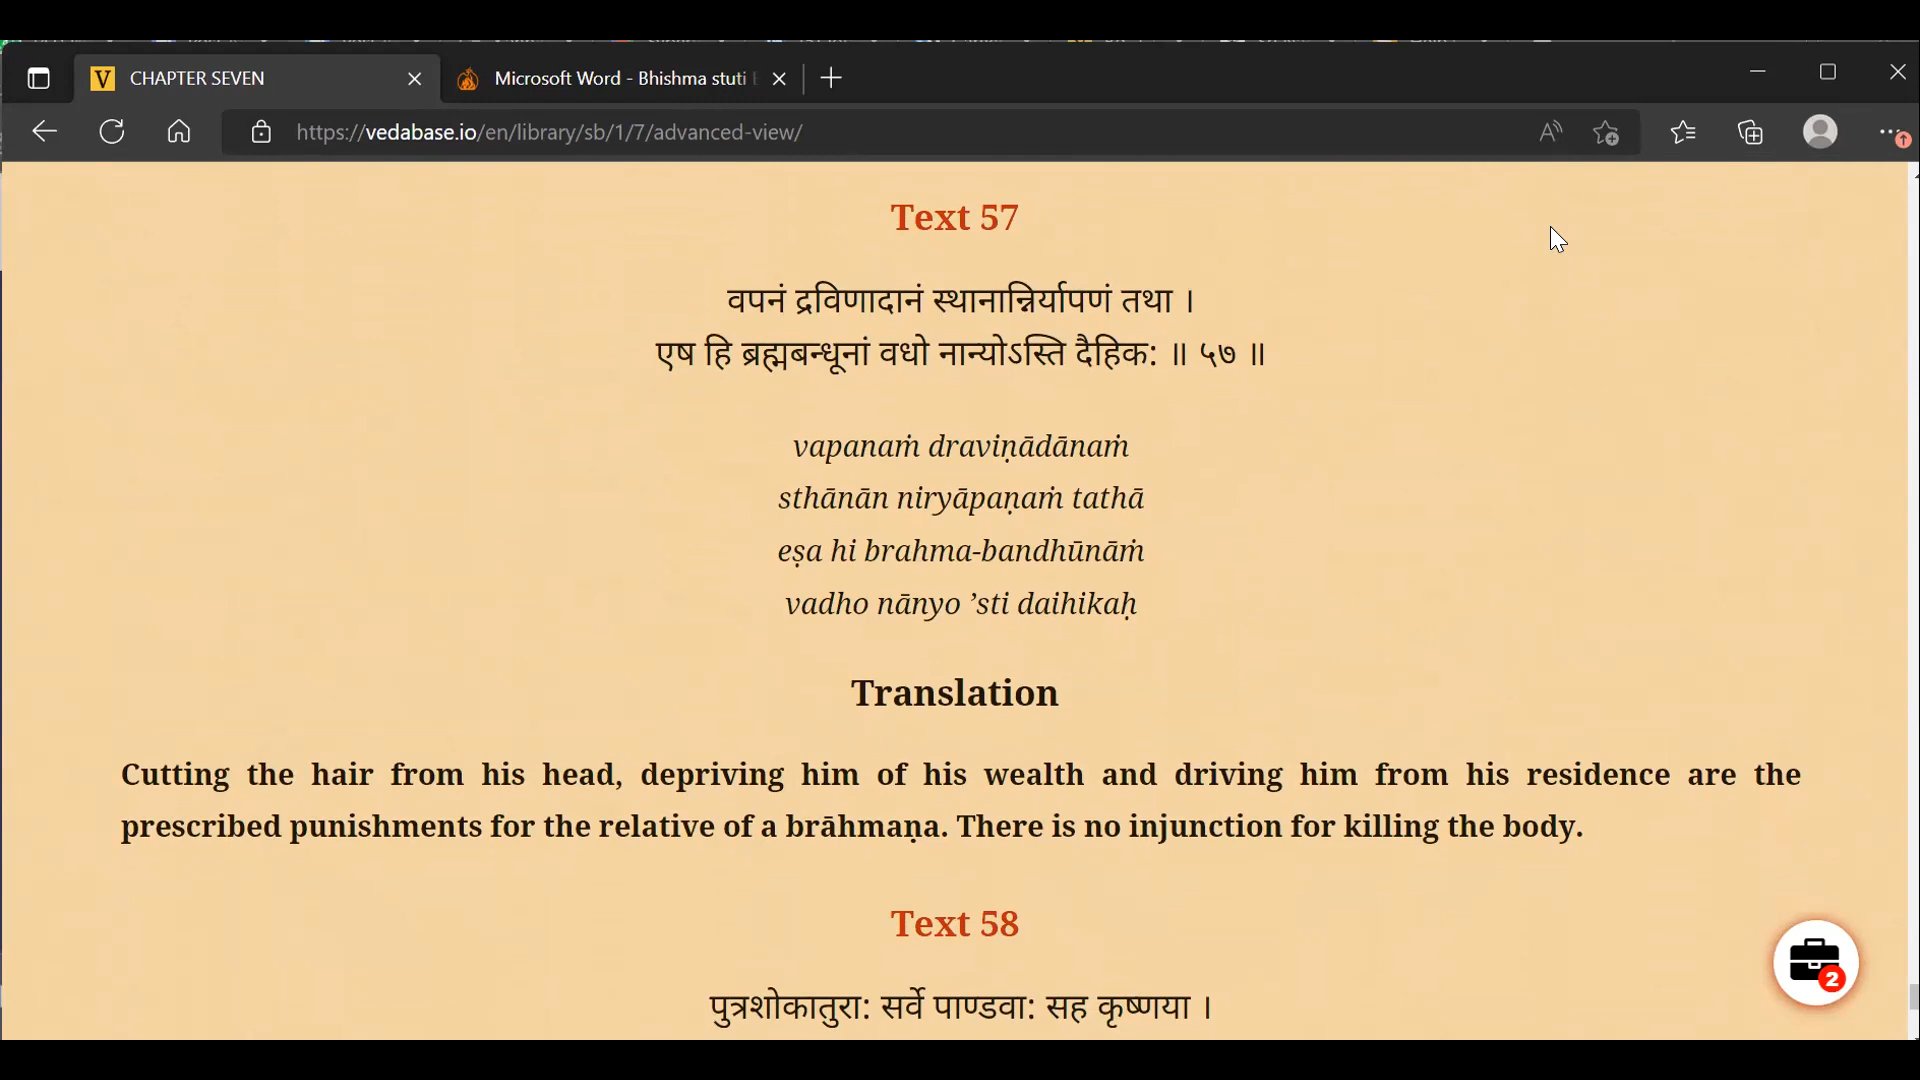 CHAPTER SEVEN
Microsoft Word - Bhishma stuti
https://vedabase.io/en/library/sb/1/7/advanced-view/
Text 57
वपनं द्रविणादानं स्थानान्निर्यापणं तथा ।
एष हि ब्रह्मबन्धूनां वधो नान्योऽस्ति दैहिक: ॥ ५७ ॥
vapanaṁ draviṇādānaṁ
sthānān niryāpaṇaṁ tathā
eṣa hi brahma-bandhūnāṁ
vadho nānyo ’sti daihikaḥ
Translation
Cutting the hair from his head, depriving him of his wealth and driving him from his residence are the
prescribed punishments for the relative of a brāhmaṇa. There is no injunction for killing the body.
Text 58
पुत्रशोकातुरा: सर्वे पाण्डवा: सह कृष्णया ।
2